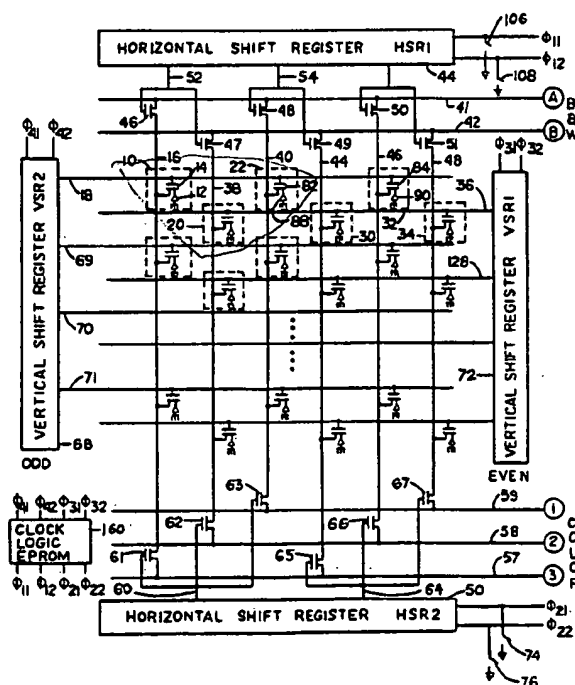 106
HORIZONTAL SHIFT REGISTER HSR1
Φ11
Φ12
52 54 44 108
46 48 50 41 A
B & W
47 49 51 42 B
Φ41 Φ42
Φ31 Φ32
10 16 14 22 40 44 46 84 48
18 12 38 82 90 36
20 88 32
69 30 34
128
70
71
72
VERTICAL SHIFT REGISTER VSR2
VERTICAL SHIFT REGISTER VSR1
68
ODD
EVEN
63 67
59 1
Φ41 Φ42 Φ31 Φ32
160
CLOCK LOGIC EPROM
62 66 58 2
COLOR
61 65 57 3
Φ11 Φ12 Φ21 Φ22
60 64 50
HORIZONTAL SHIFT REGISTER HSR2
Φ21
Φ22
74
76